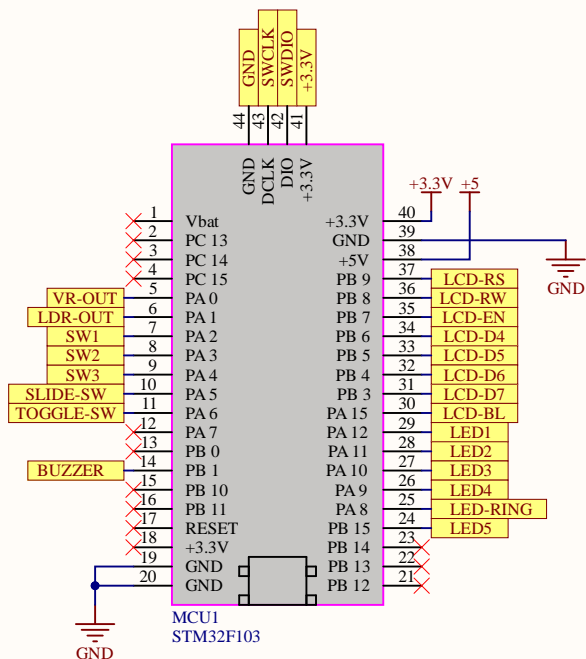 GND
SWCLK
SWDIO
+3.3V
44
43
42
41
GND
DCLK
DIO
+3.3V
+3.3V +5
1 Vbat +3.3V 40
2 PC 13 GND 39
3 PC 14 +5V 38
GND
4 PC 15 PB 9 37 LCD-RS
VR-OUT 5 PA 0 PB 8 36 LCD-RW
LDR-OUT 6 PA 1 PB 7 35 LCD-EN
SW1 7 PA 2 PB 6 34 LCD-D4
SW2 8 PA 3 PB 5 33 LCD-D5
SW3 9 PA 4 PB 4 32 LCD-D6
SLIDE-SW 10 PA 5 PB 3 31 LCD-D7
TOGGLE-SW 11 PA 6 PA 15 30 LCD-BL
12 PA 7 PA 12 29 LED1
13 PB 0 PA 11 28 LED2
BUZZER 14 PB 1 PA 10 27 LED3
15 PB 10 PA 9 26 LED4
16 PB 11 PA 8 25 LED-RING
17 RESET PB 15 24 LED5
18 +3.3V PB 14 23
19 GND PB 13 22
20 GND PB 12 21
MCU1
STM32F103
GND